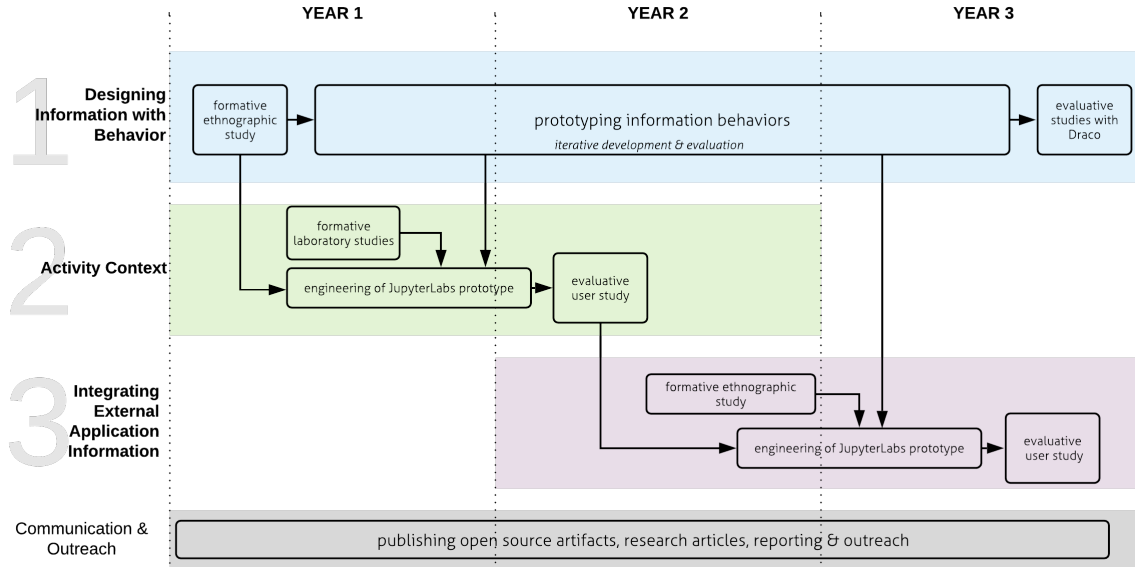 YEAR 1
YEAR 2
YEAR 3
1
Designing
Information with
Behavior
formative
ethnographic
study
prototyping information behaviors
iterative development & evaluation
evaluative
studies with
Draco
2
Activity Context
formative
laboratory studies
engineering of JupyterLabs prototype
evaluative
user study
3
Integrating
External
Application
Information
formative ethnographic
study
engineering of JupyterLabs prototype
evaluative
user study
Communication &
Outreach
publishing open source artifacts, research articles, reporting & outreach